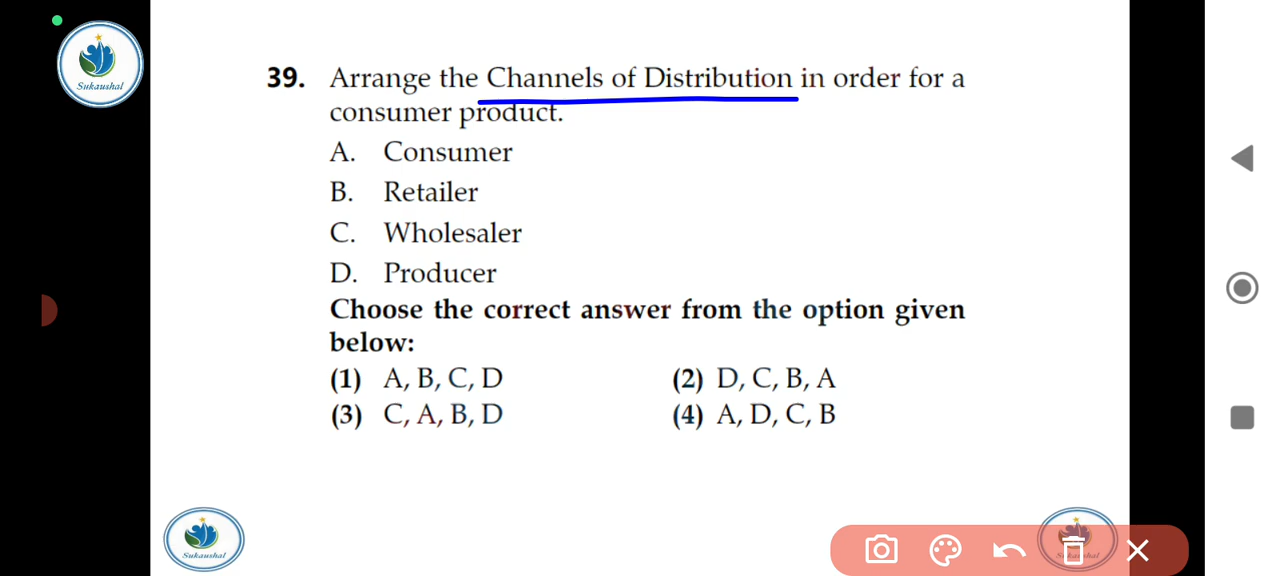 Sukaushal
39. Arrange the Channels of Distribution in order for a
consumer product.
A. Consumer
B. Retailer
C. Wholesaler
D. Producer
Choose the correct answer from the option given
below:
(1) A, B, C, D (2) D, C, B, A
(3) C, A, B, D (4) A, D, C, B
Sukaushal
Sukaushal